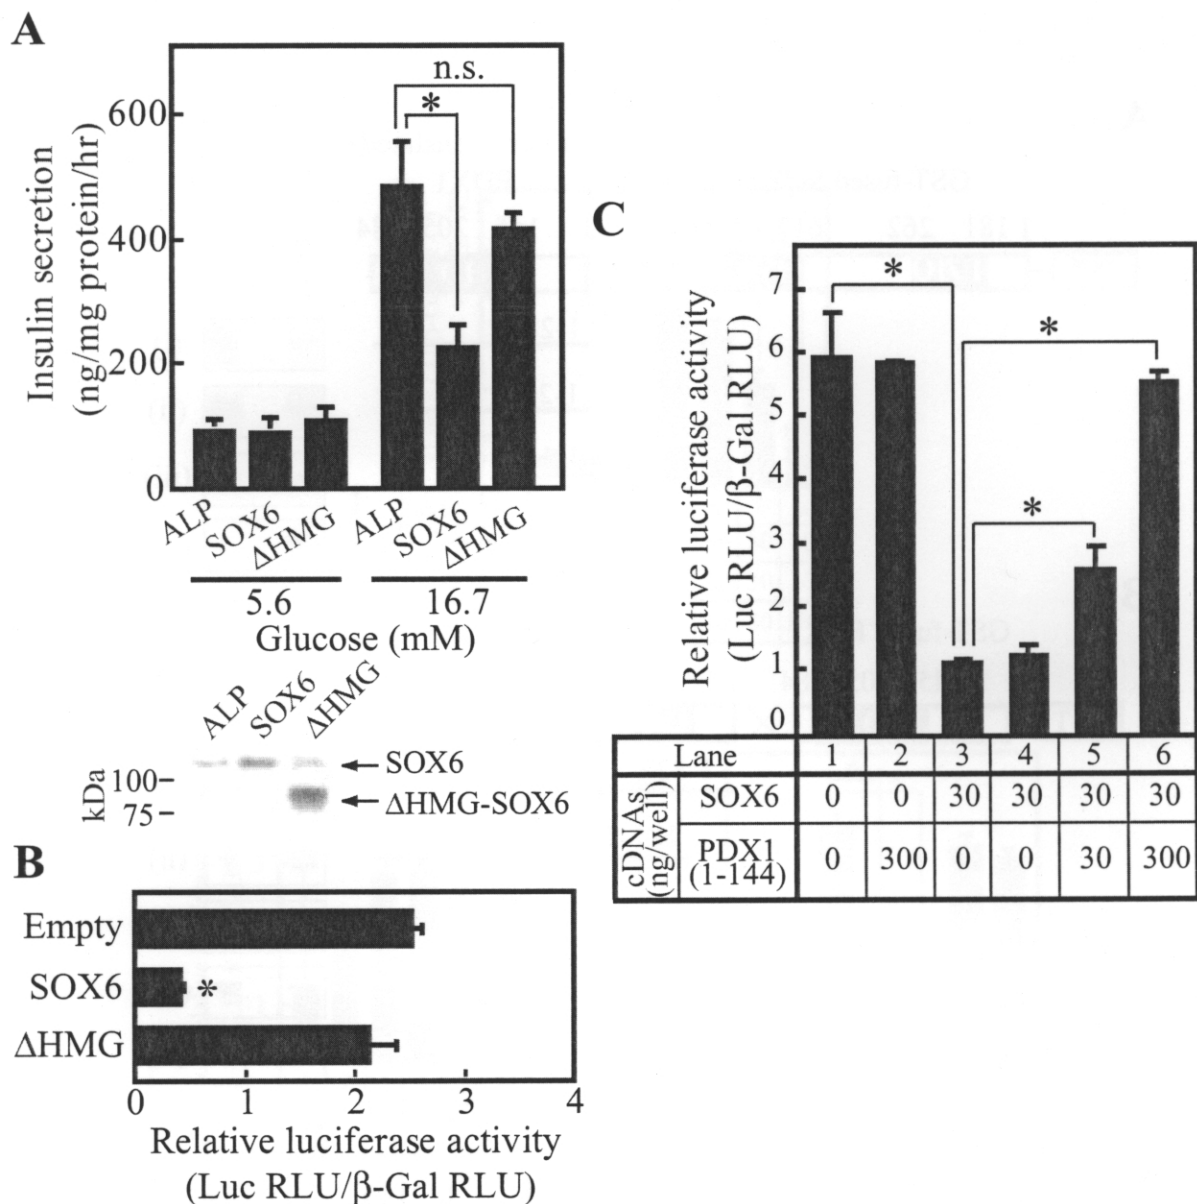 A
n.s.
*
600
400
200
0
Insulin secretion
(ng/mg protein/hr)
ALP SOX6 ΔHMG ALP SOX6 ΔHMG
5.6 16.7
Glucose (mM)
ALP SOX6 ΔHMG
kDa
100
75
SOX6
ΔHMG-SOX6
B
Empty
SOX6 *
ΔHMG
0 1 2 3 4
Relative luciferase activity
(Luc RLU/β-Gal RLU)
C
Relative luciferase activity
(Luc RLU/β-Gal RLU)
7
6
5
4
3
2
1
0
*
*
*
Lane 1 2 3 4 5 6
cDNAs
(ng/well)
SOX6 0 0 30 30 30 30
PDX1
(1-144) 0 300 0 0 30 300